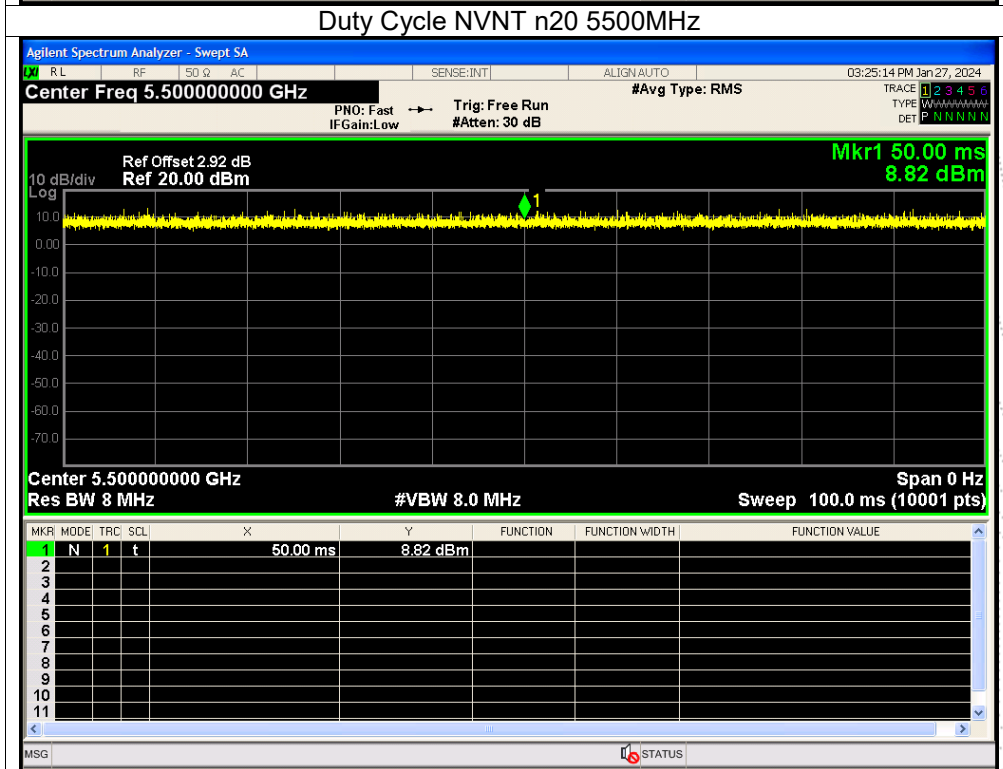 Duty Cycle NVNT n20 5500MHz
Agilent Spectrum Analyzer - Swept SA
LXI RL RF 50 Ω AC SENSE:INT ALIGN AUTO 03:25:14 PM Jan 27, 2024
Center Freq 5.500000000 GHz #Avg Type: RMS TRACE 1 2 3 4 5 6
PNO: Fast Trig: Free Run TYPE WWWWWW
IFGain:Low #Atten: 30 dB DET P N N N N N
Mkr1 50.00 ms
Ref Offset 2.92 dB
10 dB/div Ref 20.00 dBm 8.82 dBm
Log
1
10.0
0.00
-10.0
-20.0
-30.0
-40.0
-50.0
-60.0
-70.0
Center 5.500000000 GHz Span 0 Hz
Res BW 8 MHz #VBW 8.0 MHz Sweep 100.0 ms (10001 pts)
MKR MODE TRC SCL X Y FUNCTION FUNCTION WIDTH FUNCTION VALUE
1 N 1 t 50.00 ms 8.82 dBm
2
3
4
5
6
7
8
9
10
11
MSG STATUS